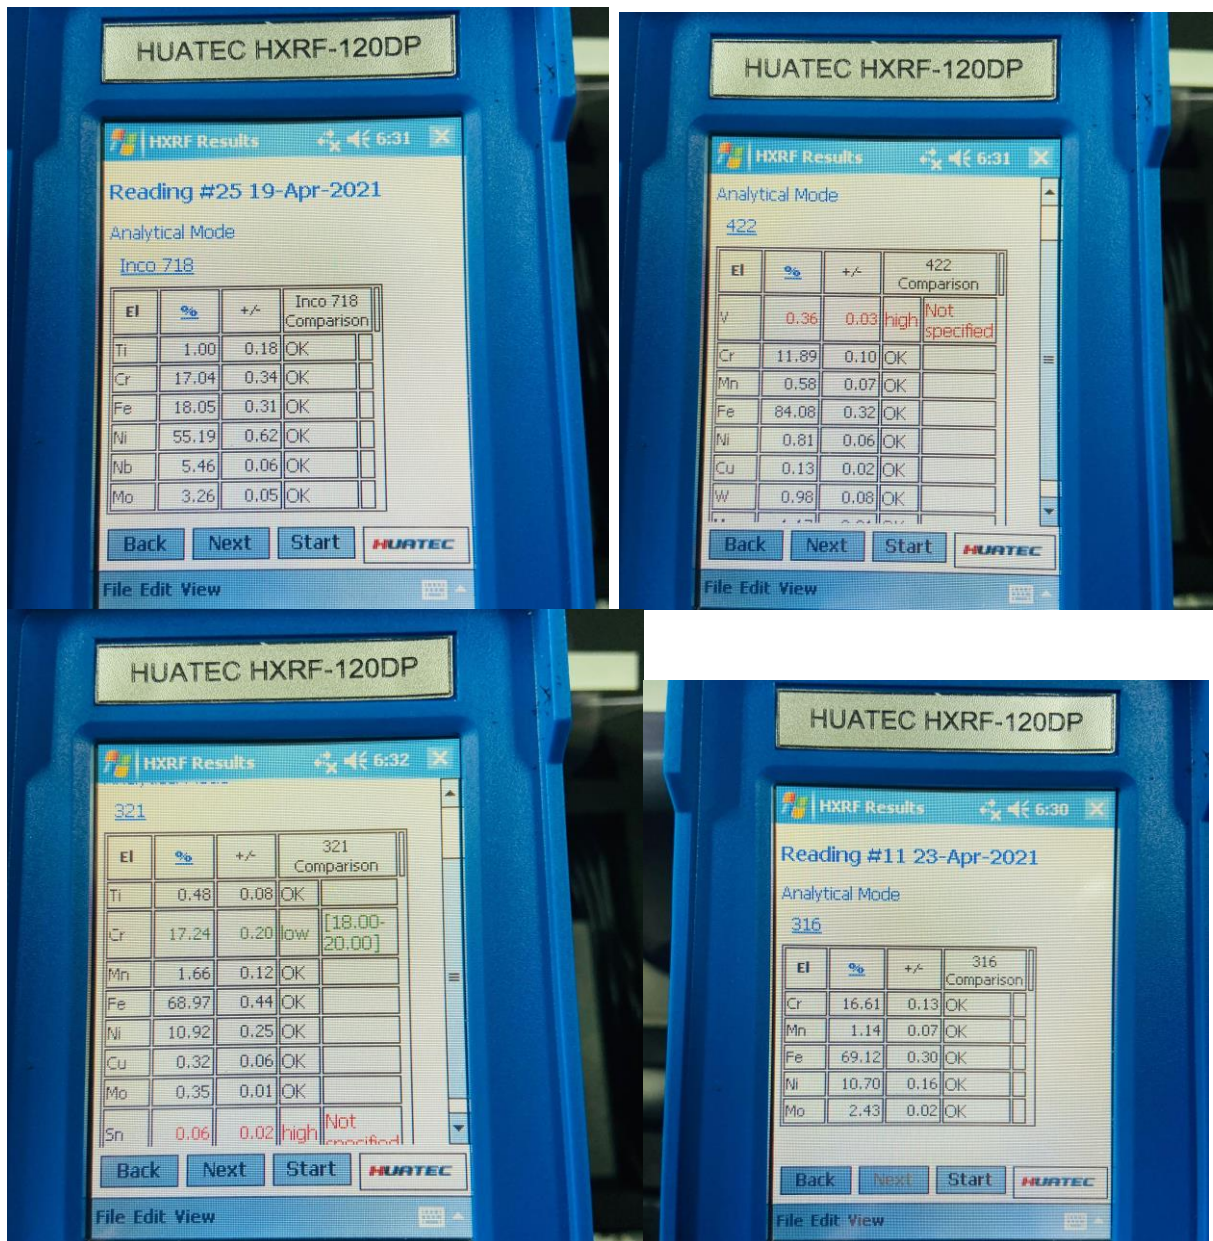 HUATEC HXRF-120DP
HXRF Results 6:31
Reading #25 19-Apr-2021
Analytical Mode
Inco 718
El % +/- Inco 718 Comparison
Ti 1.00 0.18 OK
Cr 17.04 0.34 OK
Fe 18.05 0.31 OK
Ni 55.19 0.62 OK
Nb 5.46 0.06 OK
Mo 3.26 0.05 OK
Back Next Start HUATEC
File Edit View
HUATEC HXRF-120DP
HXRF Results 6:31
Analytical Mode
422
El % +/- 422 Comparison
V 0.36 0.03 high Not specified
Cr 11.89 0.10 OK
Mn 0.58 0.07 OK
Fe 84.08 0.32 OK
Ni 0.81 0.06 OK
Cu 0.13 0.02 OK
W 0.98 0.08 OK
Back Next Start HUATEC
File Edit View
HUATEC HXRF-120DP
HXRF Results 6:32
321
El % +/- 321 Comparison
Ti 0.48 0.08 OK
Cr 17.24 0.20 low [18.00-20.00]
Mn 1.66 0.12 OK
Fe 68.97 0.44 OK
Ni 10.92 0.25 OK
Cu 0.32 0.06 OK
Mo 0.35 0.01 OK
Sn 0.06 0.02 high Not specified
Back Next Start HUATEC
File Edit View
HUATEC HXRF-120DP
HXRF Results 6:30
Reading #11 23-Apr-2021
Analytical Mode
316
El % +/- 316 Comparison
Cr 16.61 0.13 OK
Mn 1.14 0.07 OK
Fe 69.12 0.30 OK
Ni 10.70 0.16 OK
Mo 2.43 0.02 OK
Back Next Start HUATEC
File Edit View